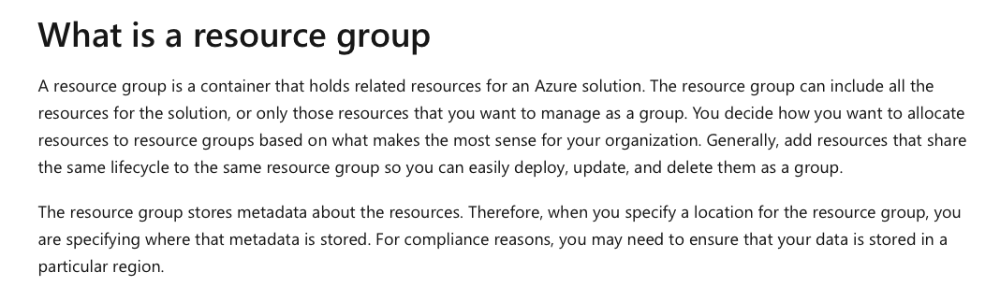 What is a resource group
A resource group is a container that holds related resources for an Azure solution. The resource group can include all the
resources for the solution, or only those resources that you want to manage as a group. You decide how you want to allocate
resources to resource groups based on what makes the most sense for your organization. Generally, add resources that share
the same lifecycle to the same resource group so you can easily deploy, update, and delete them as a group.
The resource group stores metadata about the resources. Therefore, when you specify a location for the resource group, you
are specifying where that metadata is stored. For compliance reasons, you may need to ensure that your data is stored in a
particular region.